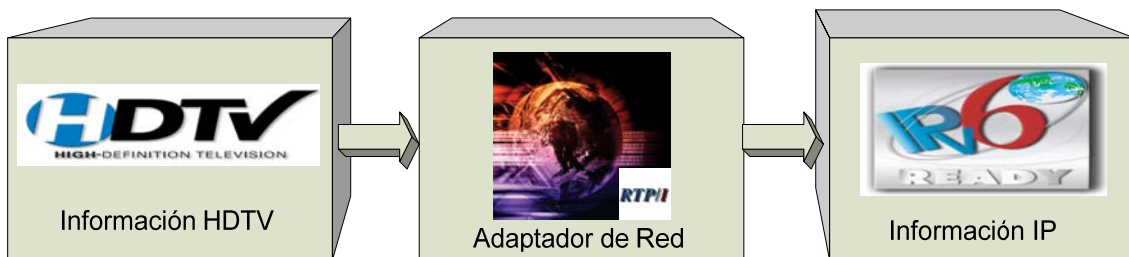 HDTV
HIGH-DEFINITION TELEVISION
Información HDTV
RTP/I
Adaptador de Red
IPv6
READY
Información IP